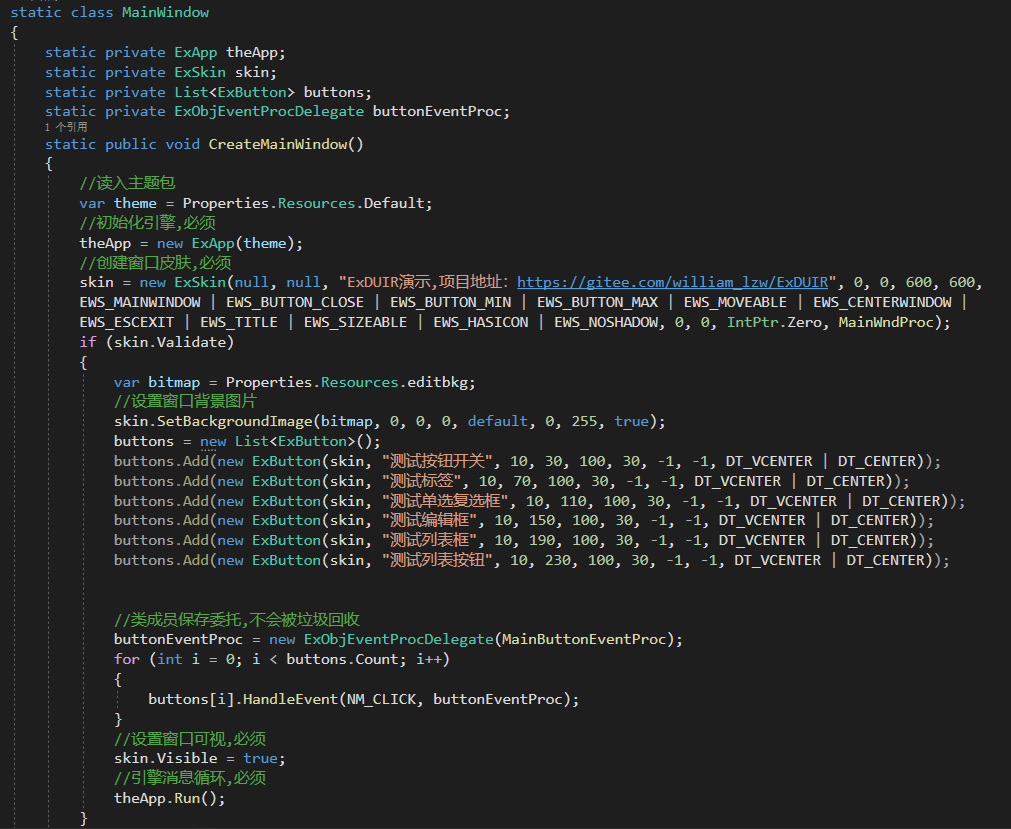 static class MainWindow
{
static private ExApp theApp;
static private ExSkin skin;
static private List<ExButton> buttons;
static private ExObjEventProcDelegate buttonEventProc;
1 个引用
static public void CreateMainWindow()
{
//读入主题包
var theme = Properties.Resources.Default;
//初始化引擎,必须
theApp = new ExApp(theme);
//创建窗口皮肤,必须
skin = new ExSkin(null, null, "ExDUIR演示,项目地址: https://gitee.com/william_lzw/ExDUIR", 0, 0, 600, 600,
EWS_MAINWINDOW | EWS_BUTTON_CLOSE | EWS_BUTTON_MIN | EWS_BUTTON_MAX | EWS_MOVEABLE | EWS_CENTERWINDOW |
EWS_ESCEXIT | EWS_TITLE | EWS_SIZEABLE | EWS_HASICON | EWS_NOSHADOW, 0, 0, IntPtr.Zero, MainWndProc);
if (skin.Validate)
{
var bitmap = Properties.Resources.editbkg;
//设置窗口背景图片
skin.SetBackgroundImage(bitmap, 0, 0, 0, default, 0, 255, true);
buttons = new List<ExButton>();
buttons.Add(new ExButton(skin, "测试按钮开关", 10, 30, 100, 30, -1, -1, DT_VCENTER | DT_CENTER));
buttons.Add(new ExButton(skin, "测试标签", 10, 70, 100, 30, -1, -1, DT_VCENTER | DT_CENTER));
buttons.Add(new ExButton(skin, "测试单选复选框", 10, 110, 100, 30, -1, -1, DT_VCENTER | DT_CENTER));
buttons.Add(new ExButton(skin, "测试编辑框", 10, 150, 100, 30, -1, -1, DT_VCENTER | DT_CENTER));
buttons.Add(new ExButton(skin, "测试列表框", 10, 190, 100, 30, -1, -1, DT_VCENTER | DT_CENTER));
buttons.Add(new ExButton(skin, "测试列表按钮", 10, 230, 100, 30, -1, -1, DT_VCENTER | DT_CENTER));
//类成员保存委托,不会被垃圾回收
buttonEventProc = new ExObjEventProcDelegate(MainButtonEventProc);
for (int i = 0; i < buttons.Count; i++)
{
buttons[i].HandleEvent(NM_CLICK, buttonEventProc);
}
//设置窗口可视,必须
skin.Visible = true;
//引擎消息循环,必须
theApp.Run();
}